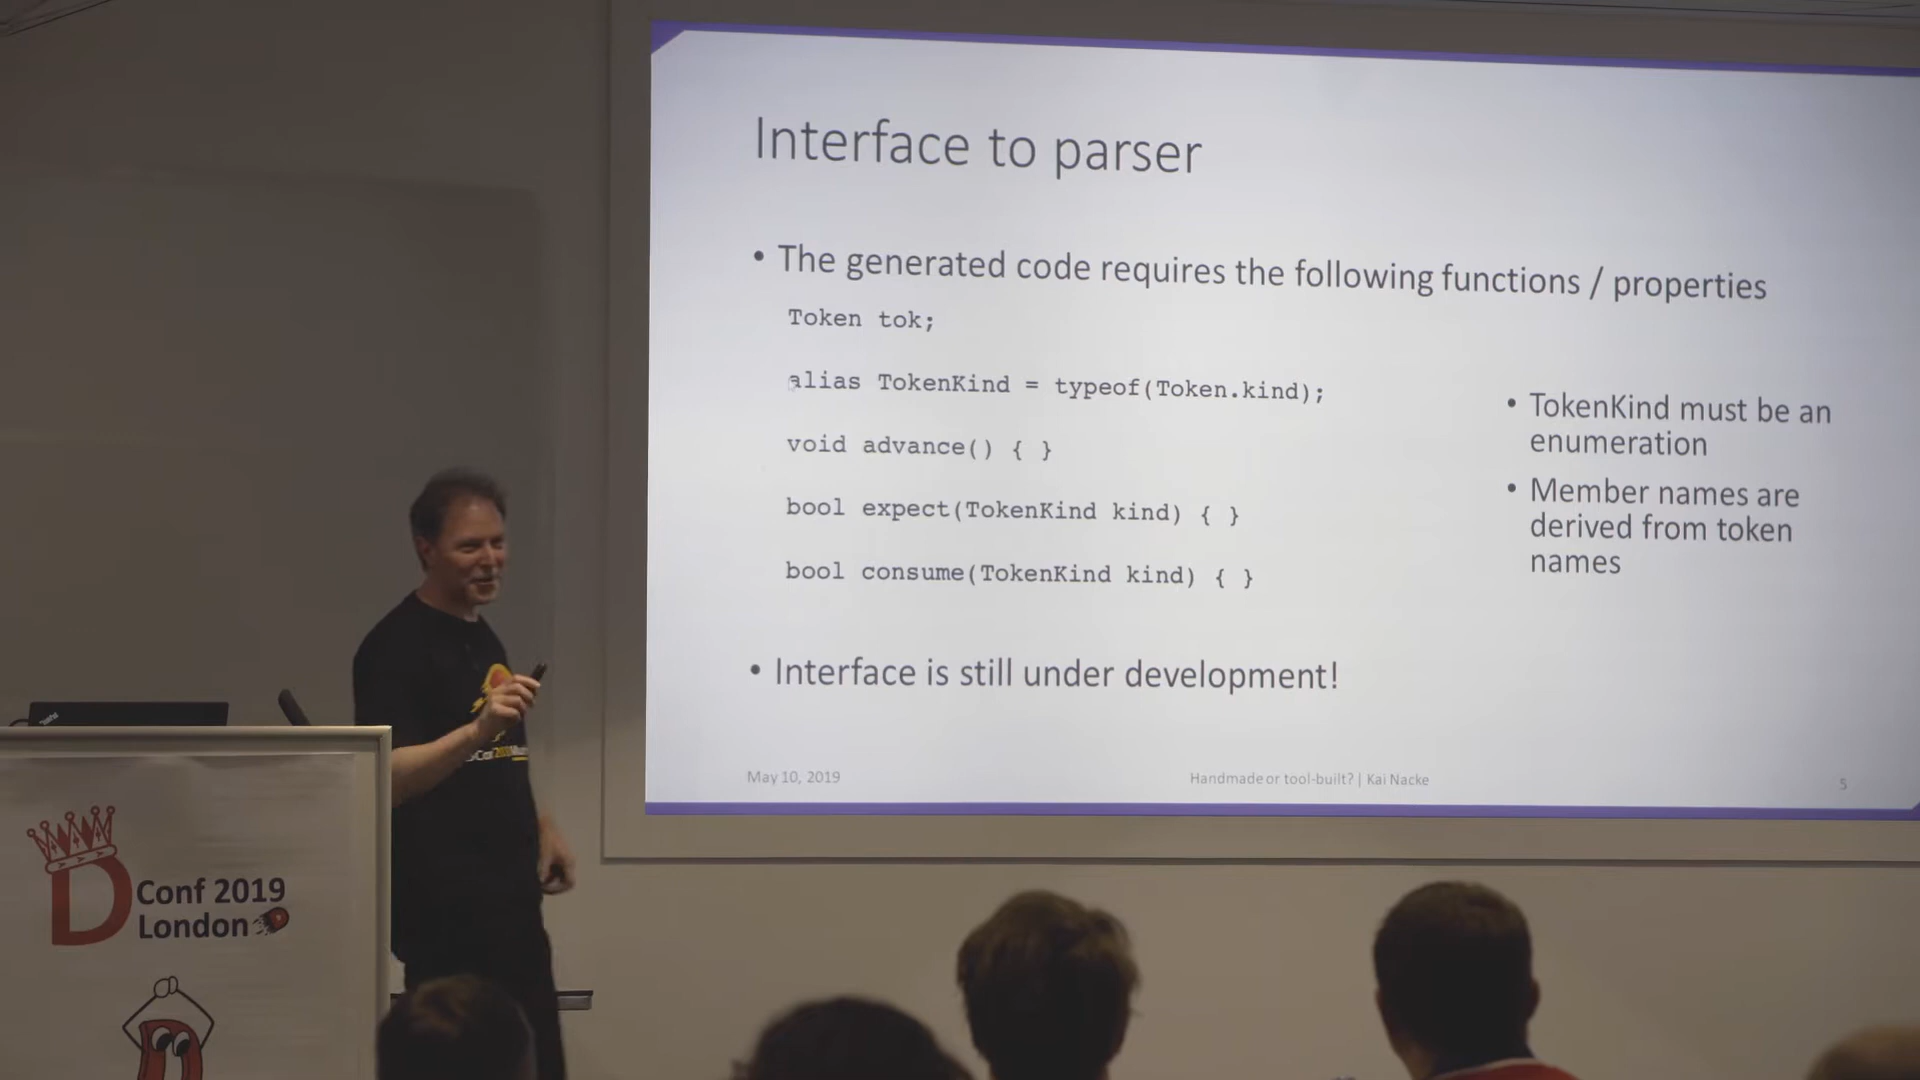 Interface to parser
• The generated code requires the following functions / properties
Token tok;
alias TokenKind = typeof(Token.kind);
void advance() { }
bool expect(TokenKind kind) { }
bool consume(TokenKind kind) { }
• TokenKind must be an
enumeration
• Member names are
derived from token
names
• Interface is still under development!
May 10, 2019
Handmade or tool-built? | Kai Nacke
5
D
Conf 2019
London